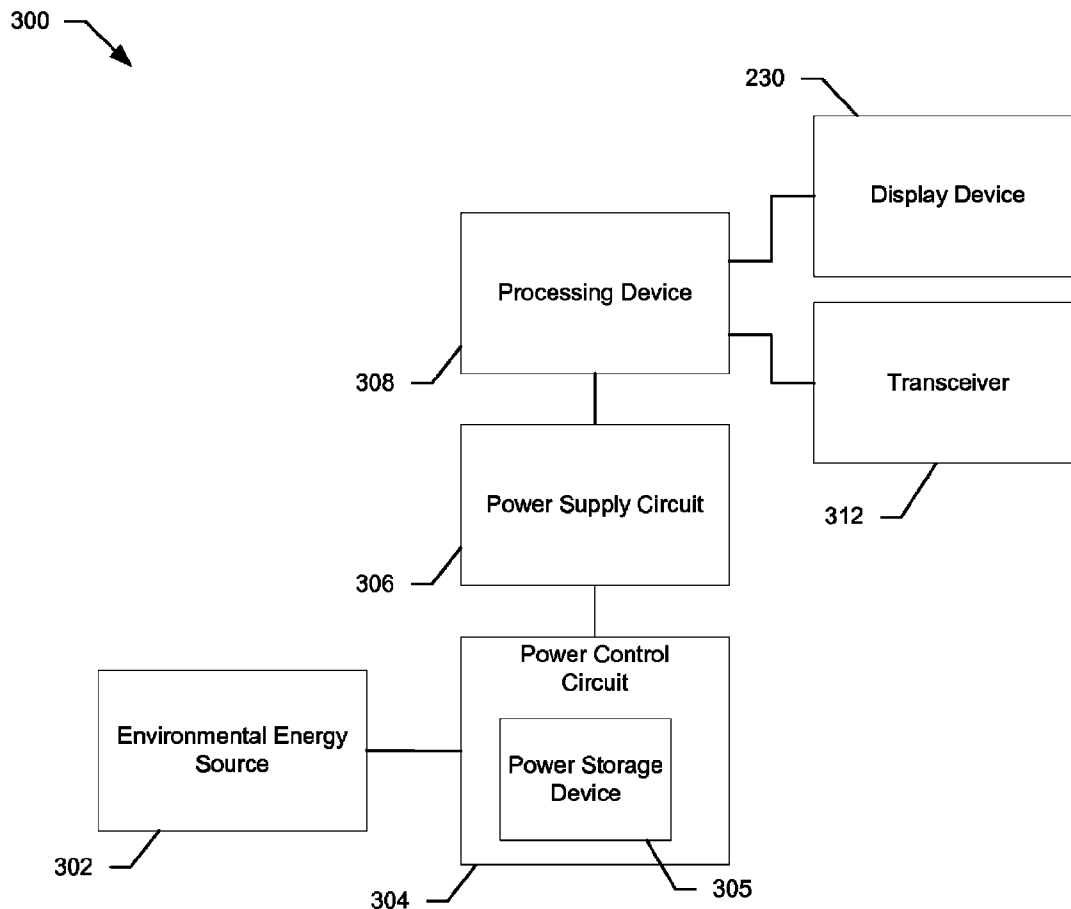 300
230
Display Device
Processing Device
308
Transceiver
312
Power Supply Circuit
306
Power Control
Circuit
Environmental Energy
Source
302
Power Storage
Device
304
305